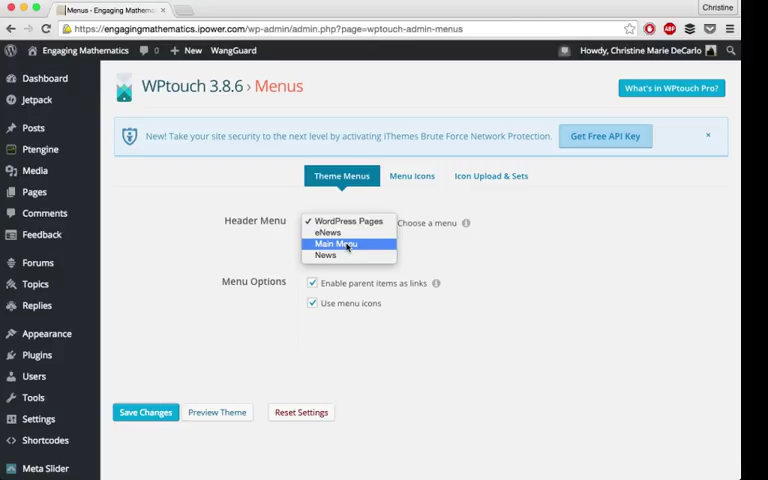 Menus - Engaging Mathematics
Christine
https://engagingmathematics.ipower.com/wp-admin/admin.php?page=wptouch-admin-menus
Engaging Mathematics 0 New WangGuard Howdy, Christine Marie DeCarlo
Dashboard
Jetpack
Posts
Ptengine
Media
Pages
Comments
Feedback
Forums
Topics
Replies
Appearance
Plugins
Users
Tools
Settings
Shortcodes
Meta Slider
WPtouch 3.8.6 › Menus
What's in WPtouch Pro?
New! Take your site security to the next level by activating iThemes Brute Force Network Protection.
Get Free API Key
Theme Menus Menu Icons Icon Upload & Sets
Header Menu
✓ WordPress Pages
eNews
Main Menu
News
Choose a menu
Menu Options
Enable parent items as links
Use menu icons
Save Changes Preview Theme Reset Settings